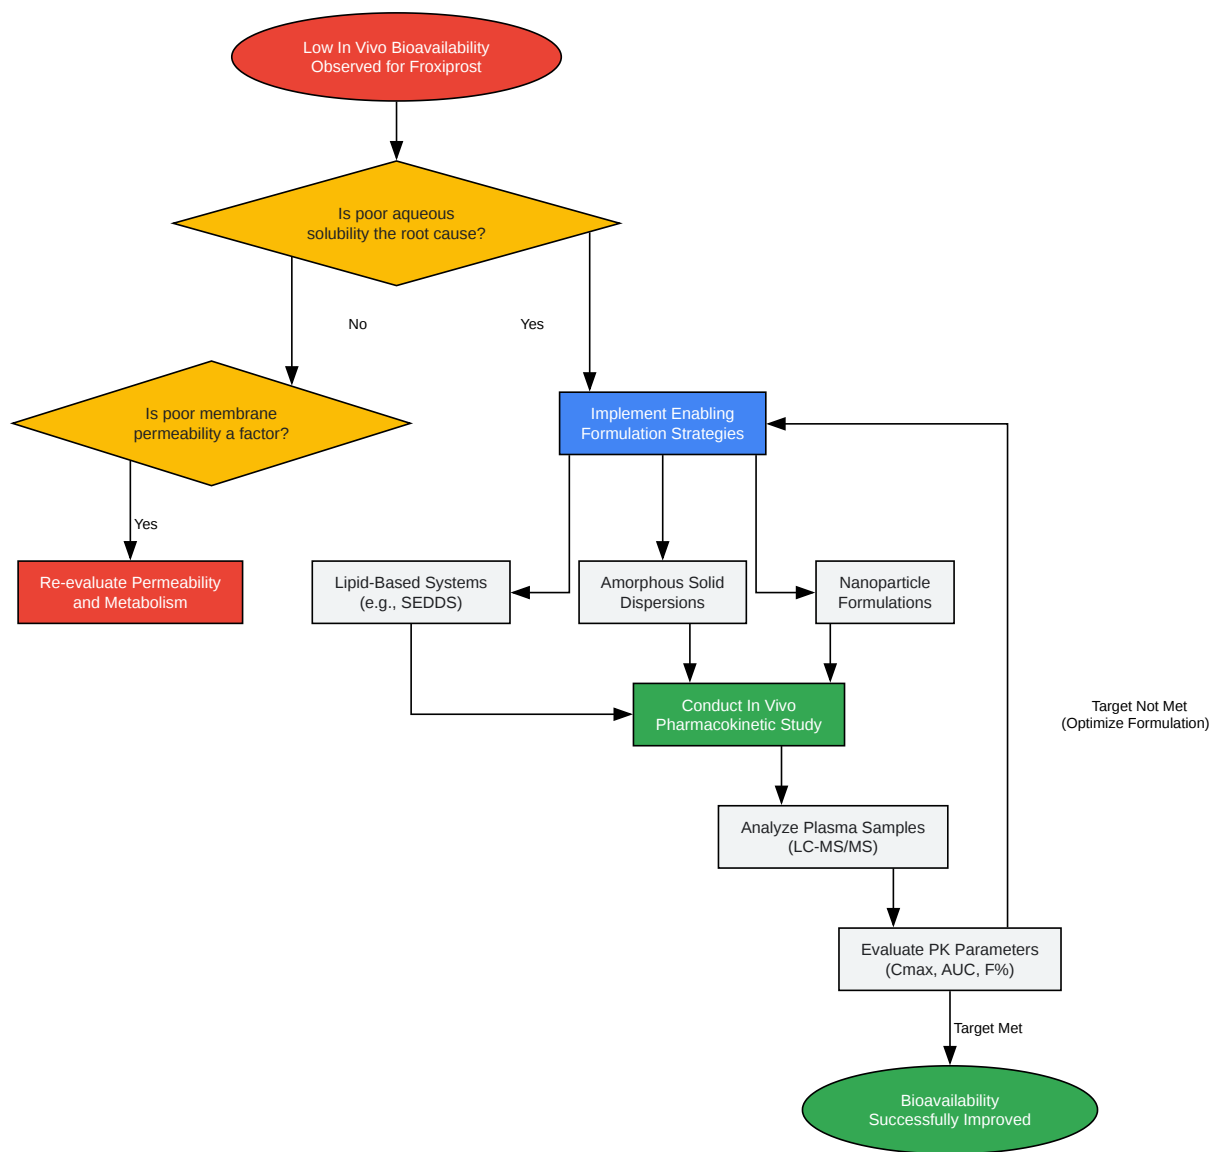 Low In Vivo Bioavailability
Observed for Froxiprost
Is poor aqueous
solubility the root cause?
No
Yes
Is poor membrane
permeability a factor?
Implement Enabling
Formulation Strategies
Yes
Re-evaluate Permeability
and Metabolism
Lipid-Based Systems
(e.g., SEDDS)
Amorphous Solid
Dispersions
Nanoparticle
Formulations
Conduct In Vivo
Pharmacokinetic Study
Target Not Met
(Optimize Formulation)
Analyze Plasma Samples
(LC-MS/MS)
Evaluate PK Parameters
(Cmax, AUC, F%)
Target Met
Bioavailability
Successfully Improved